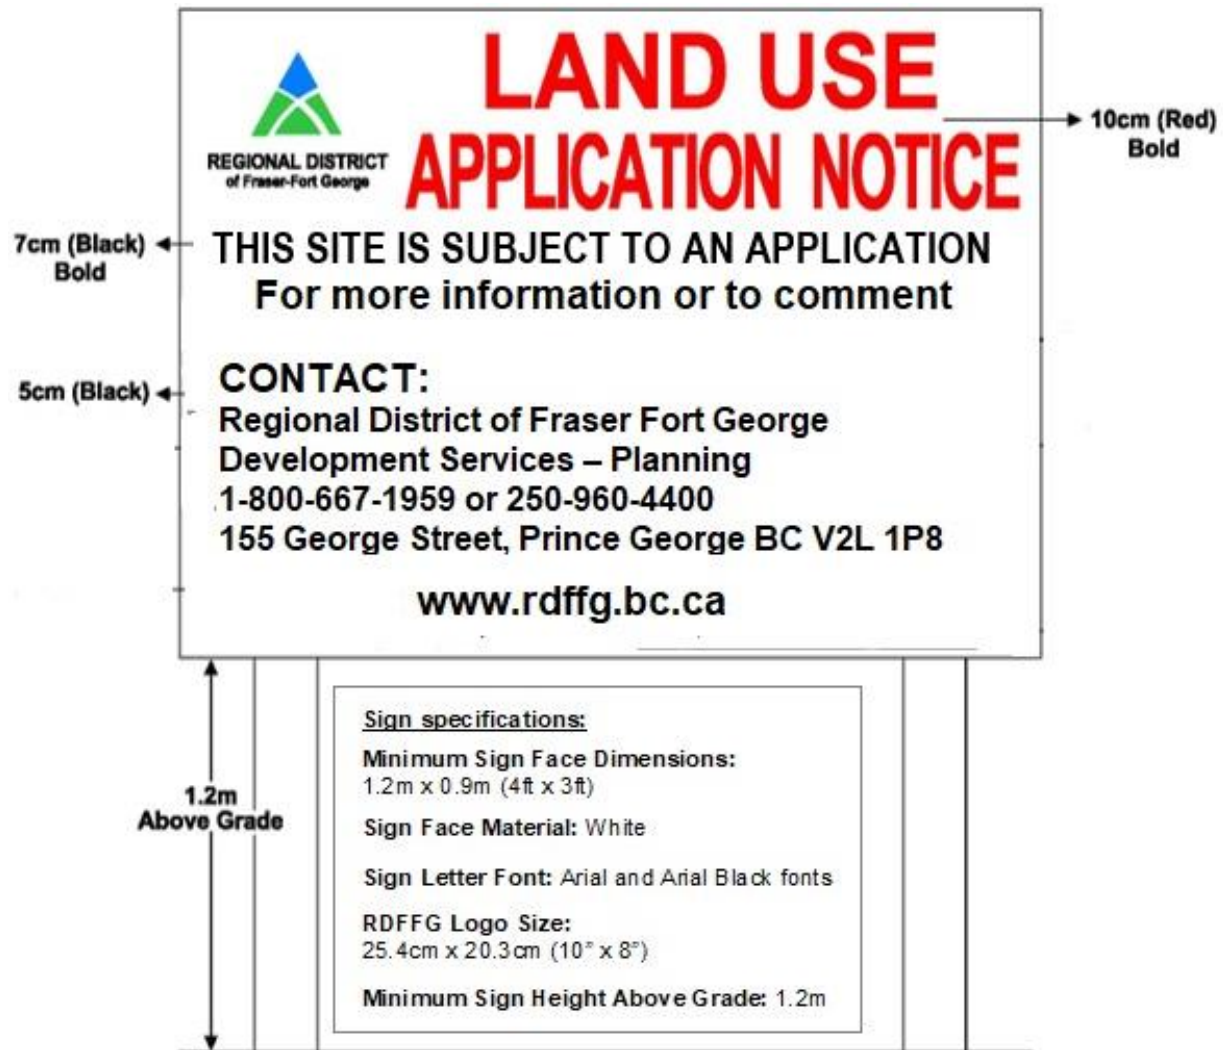 LAND USE
APPLICATION NOTICE
REGIONAL DISTRICT
of Fraser-Fort George
10cm (Red)
Bold
7cm (Black)
Bold
THIS SITE IS SUBJECT TO AN APPLICATION
For more information or to comment
5cm (Black)
CONTACT:
Regional District of Fraser Fort George
Development Services – Planning
1-800-667-1959 or 250-960-4400
155 George Street, Prince George BC V2L 1P8
www.rdffg.bc.ca
1.2m
Above Grade
Sign specifications:
Minimum Sign Face Dimensions:
1.2m x 0.9m (4ft x 3ft)
Sign Face Material: White
Sign Letter Font: Arial and Arial Black fonts
RDFFG Logo Size:
25.4cm x 20.3cm (10” x 8”)
Minimum Sign Height Above Grade: 1.2m